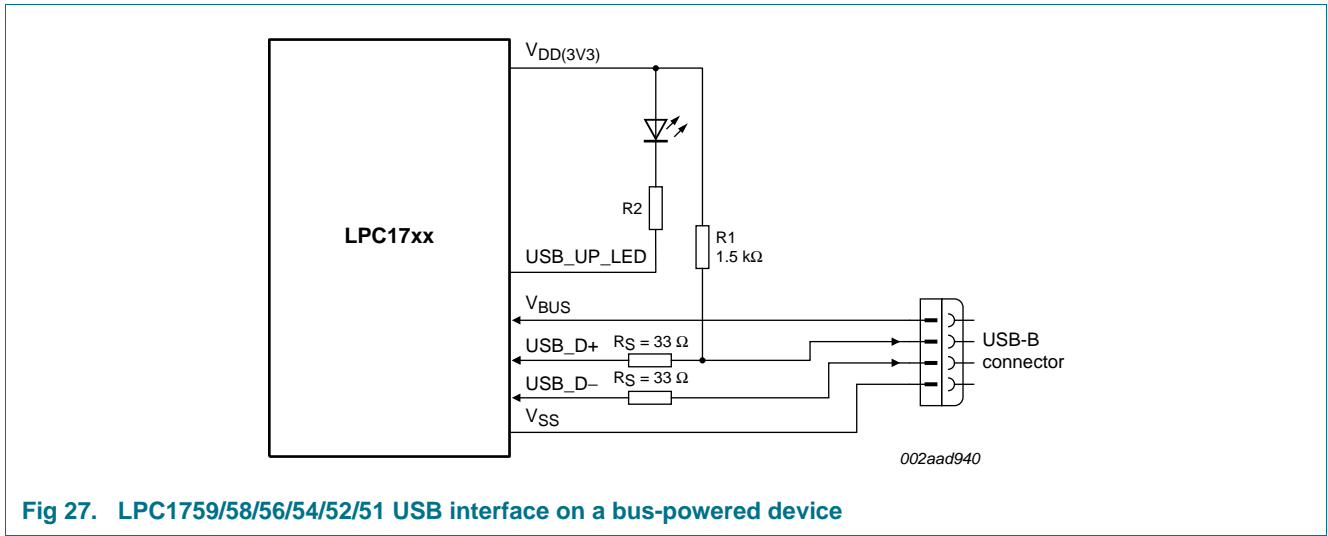 VDD(3V3)
R2
LPC17xx
R1
1.5 kΩ
USB_UP_LED
VBUS
USB_D+
RS = 33 Ω
USB-B
connector
USB_D−
RS = 33 Ω
VSS
002aad940
Fig 27. LPC1759/58/56/54/52/51 USB interface on a bus-powered device